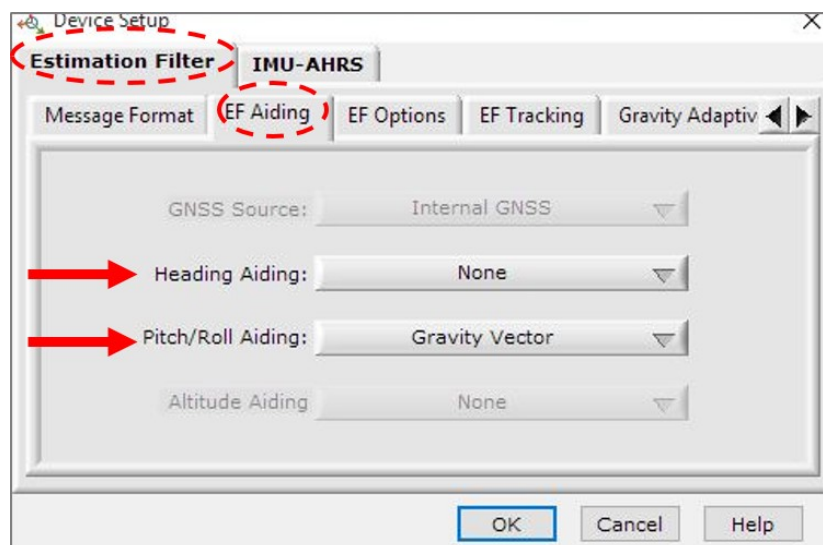 Device Setup
Estimation Filter IMU-AHRS
Message Format EF Aiding EF Options EF Tracking Gravity Adaptiv
GNSS Source: Internal GNSS
Heading Aiding: None
Pitch/Roll Aiding: Gravity Vector
Altitude Aiding None
OK Cancel Help